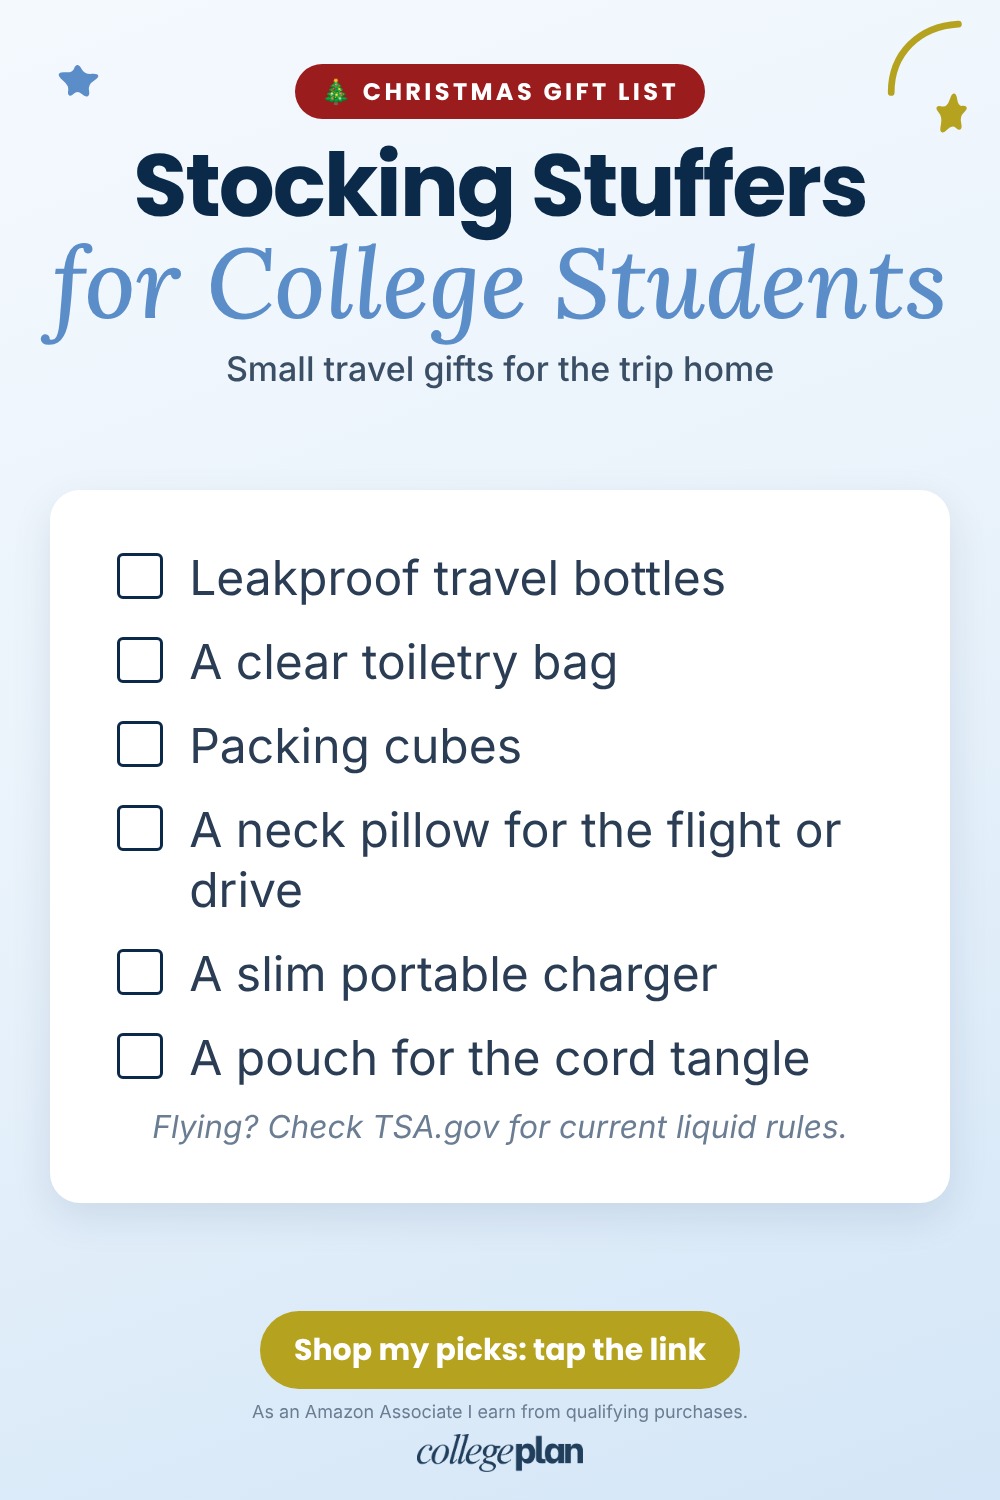 🎄 CHRISTMAS GIFT LIST
Stocking Stuffers
for College Students
Small travel gifts for the trip home
Leakproof travel bottles
A clear toiletry bag
Packing cubes
A neck pillow for the flight or
drive
A slim portable charger
A pouch for the cord tangle
Flying? Check TSA.gov for current liquid rules.
Shop my picks: tap the link
As an Amazon Associate I earn from qualifying purchases.
collegeplan